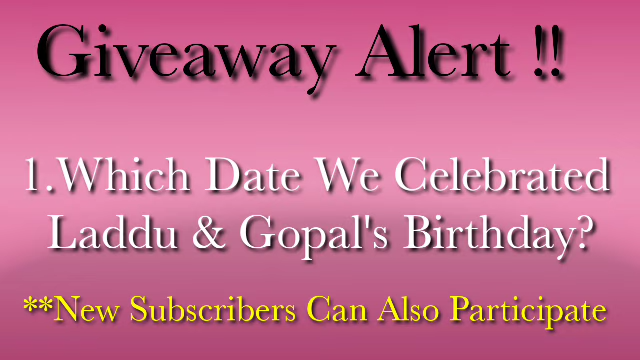 Giveaway Alert !!
1.Which Date We Celebrated
Laddu & Gopal's Birthday?
**New Subscribers Can Also Participate